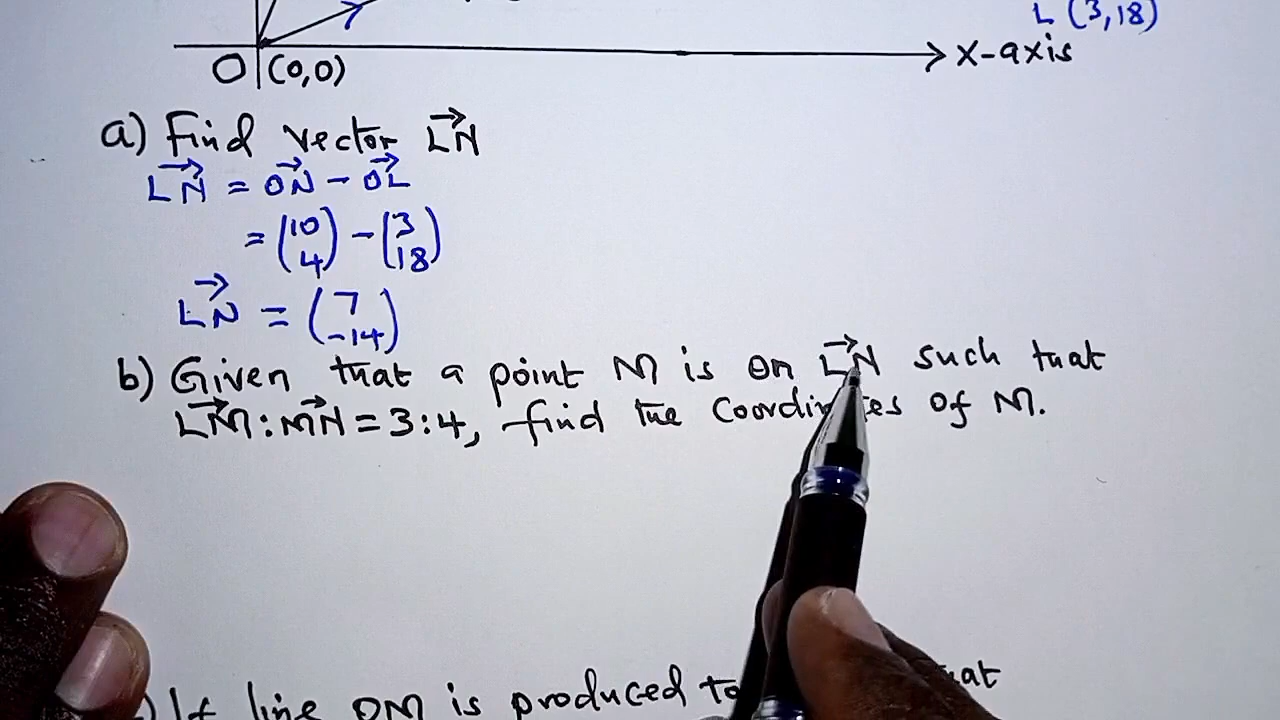 L (3,18)
X-axis
O (0,0)
a) Find vector LN
LN = ON - OL
= (10 4) - (3 18)
LN = (7 -14)
b) Given that a point M is on LN such that
LM : MN = 3:4, find the Coordinates of M.
If line OM is produced to